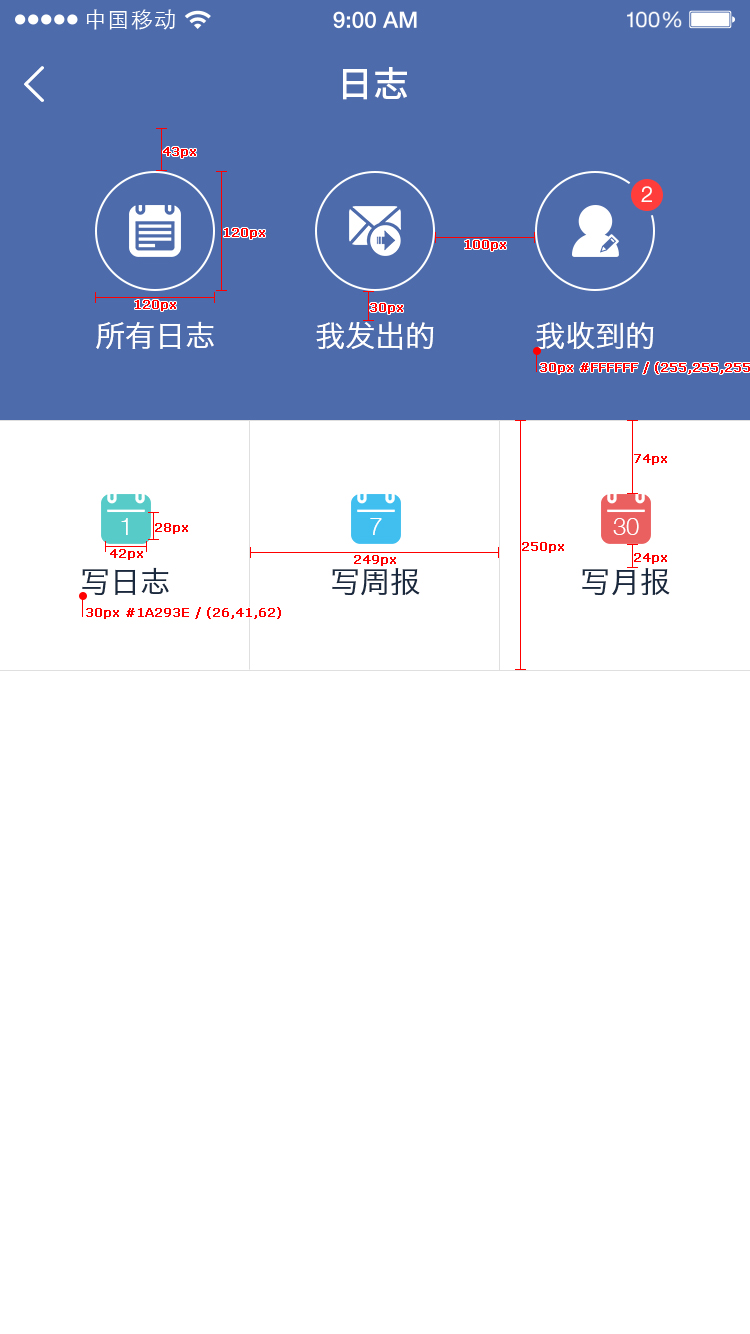 中国移动 9:00 AM 100%
日志
43px
2
120px
100px
120px
30px
所有日志 我发出的 我收到的
30px #FFFFFF / (255,255,255
74px
1 7 30
28px
250px
42px 249px 24px
写日志 写周报 写月报
30px #1A293E / (26,41,62)